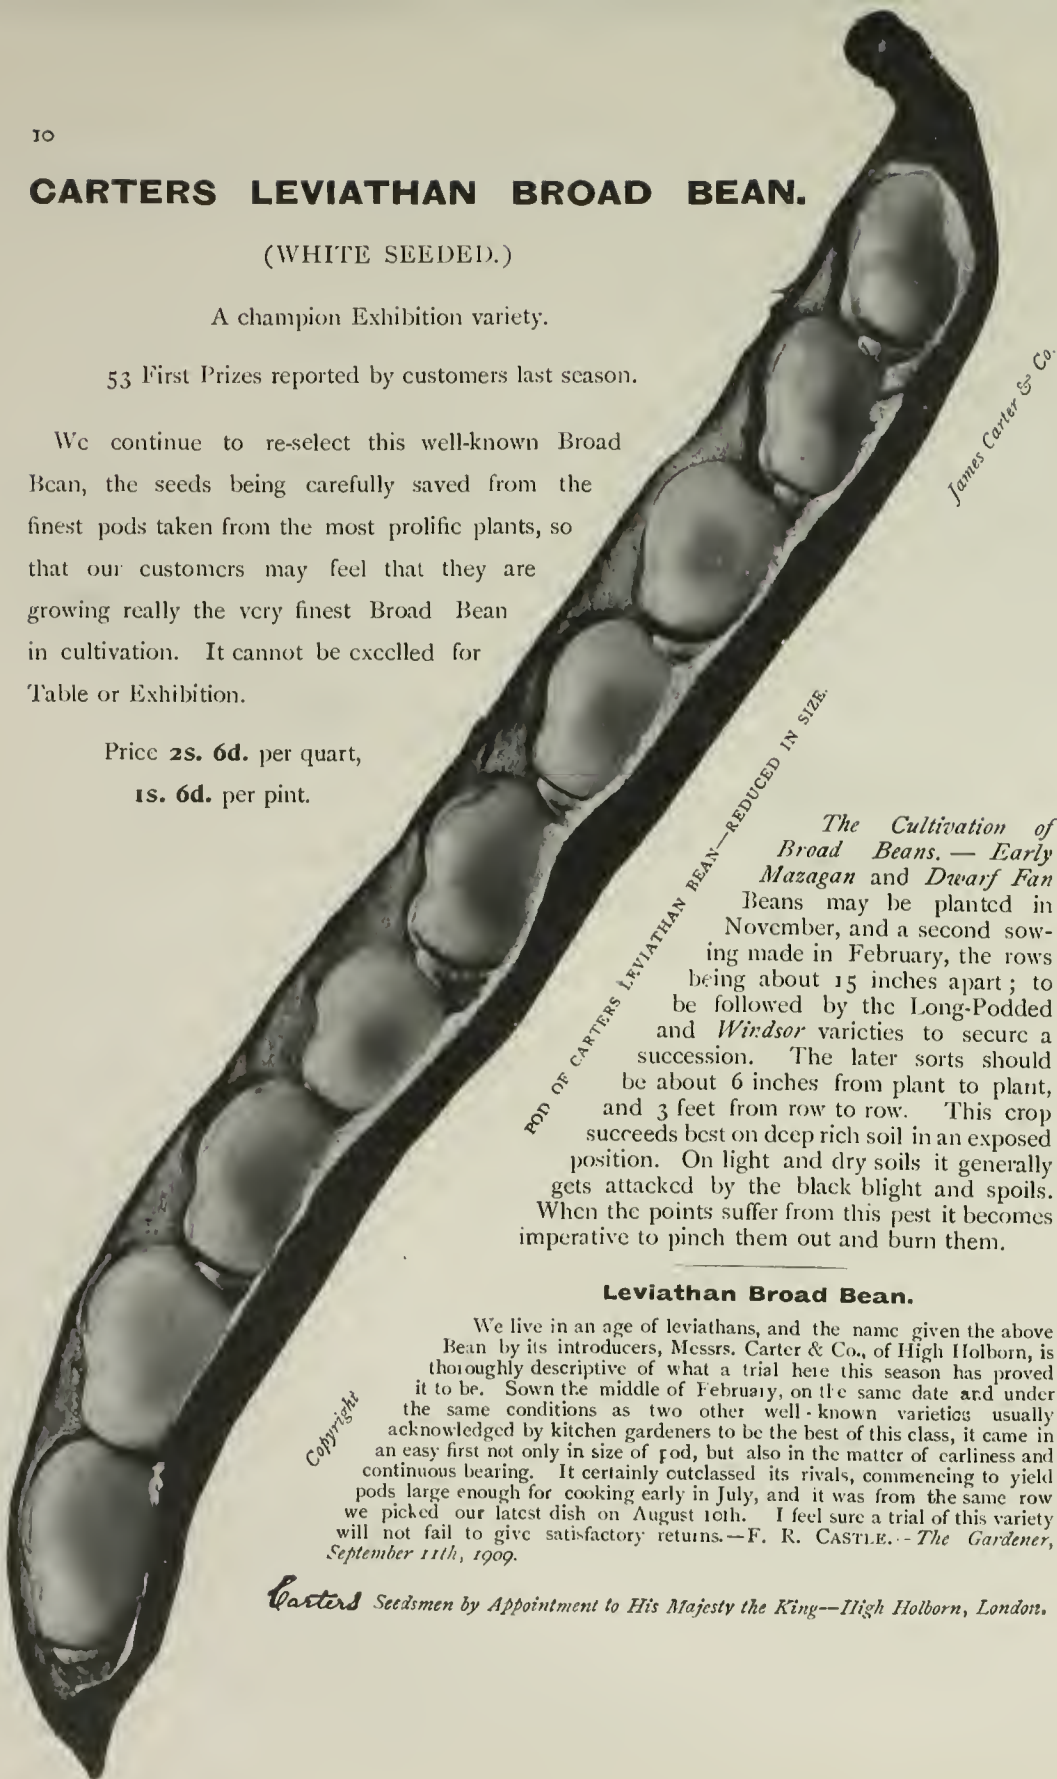 10
CARTERS LEVIATHAN BROAD BEAN.
(WHITE SEEDED.)
A champion Exhibition variety.
53 First Prizes reported by customers last season.
We continue to re-select this well-known Broad
Bean, the seeds being carefully saved from the
finest pods taken from the most prolific plants, so
that our customers may feel that they are
growing really the very finest Broad Bean
in cultivation. It cannot be excelled for
Table or Exhibition.
Price 2s. 6d. per quart,
1s. 6d. per pint.
James Carter & Co.
POD OF CARTERS LEVIATHAN BEAN—REDUCED IN SIZE.
The Cultivation of
Broad Beans. — Early
Mazagan and Dwarf Fan
Beans may be planted in
November, and a second sow-
ing made in February, the rows
being about 15 inches apart ; to
be followed by the Long-Podded
and Windsor varieties to secure a
succession. The later sorts should
be about 6 inches from plant to plant,
and 3 feet from row to row. This crop
succeeds best on deep rich soil in an exposed
position. On light and dry soils it generally
gets attacked by the black blight and spoils.
When the points suffer from this pest it becomes
imperative to pinch them out and burn them.
Leviathan Broad Bean.
We live in an age of leviathans, and the name given the above
Bean by its introducers, Messrs. Carter & Co., of High Holborn, is
thoroughly descriptive of what a trial here this season has proved
it to be. Sown the middle of February, on the same date and under
the same conditions as two other well-known varieties usually
acknowledged by kitchen gardeners to be the best of this class, it came in
an easy first not only in size of pod, but also in the matter of earliness and
continuous bearing. It certainly outclassed its rivals, commencing to yield
pods large enough for cooking early in July, and it was from the same row
we picked our latest dish on August 10th. I feel sure a trial of this variety
will not fail to give satisfactory returns.—F. R. CASTLE.--The Gardener,
September 11th, 1909.
Copyright
Carters Seedsmen by Appointment to His Majesty the King—High Holborn, London.